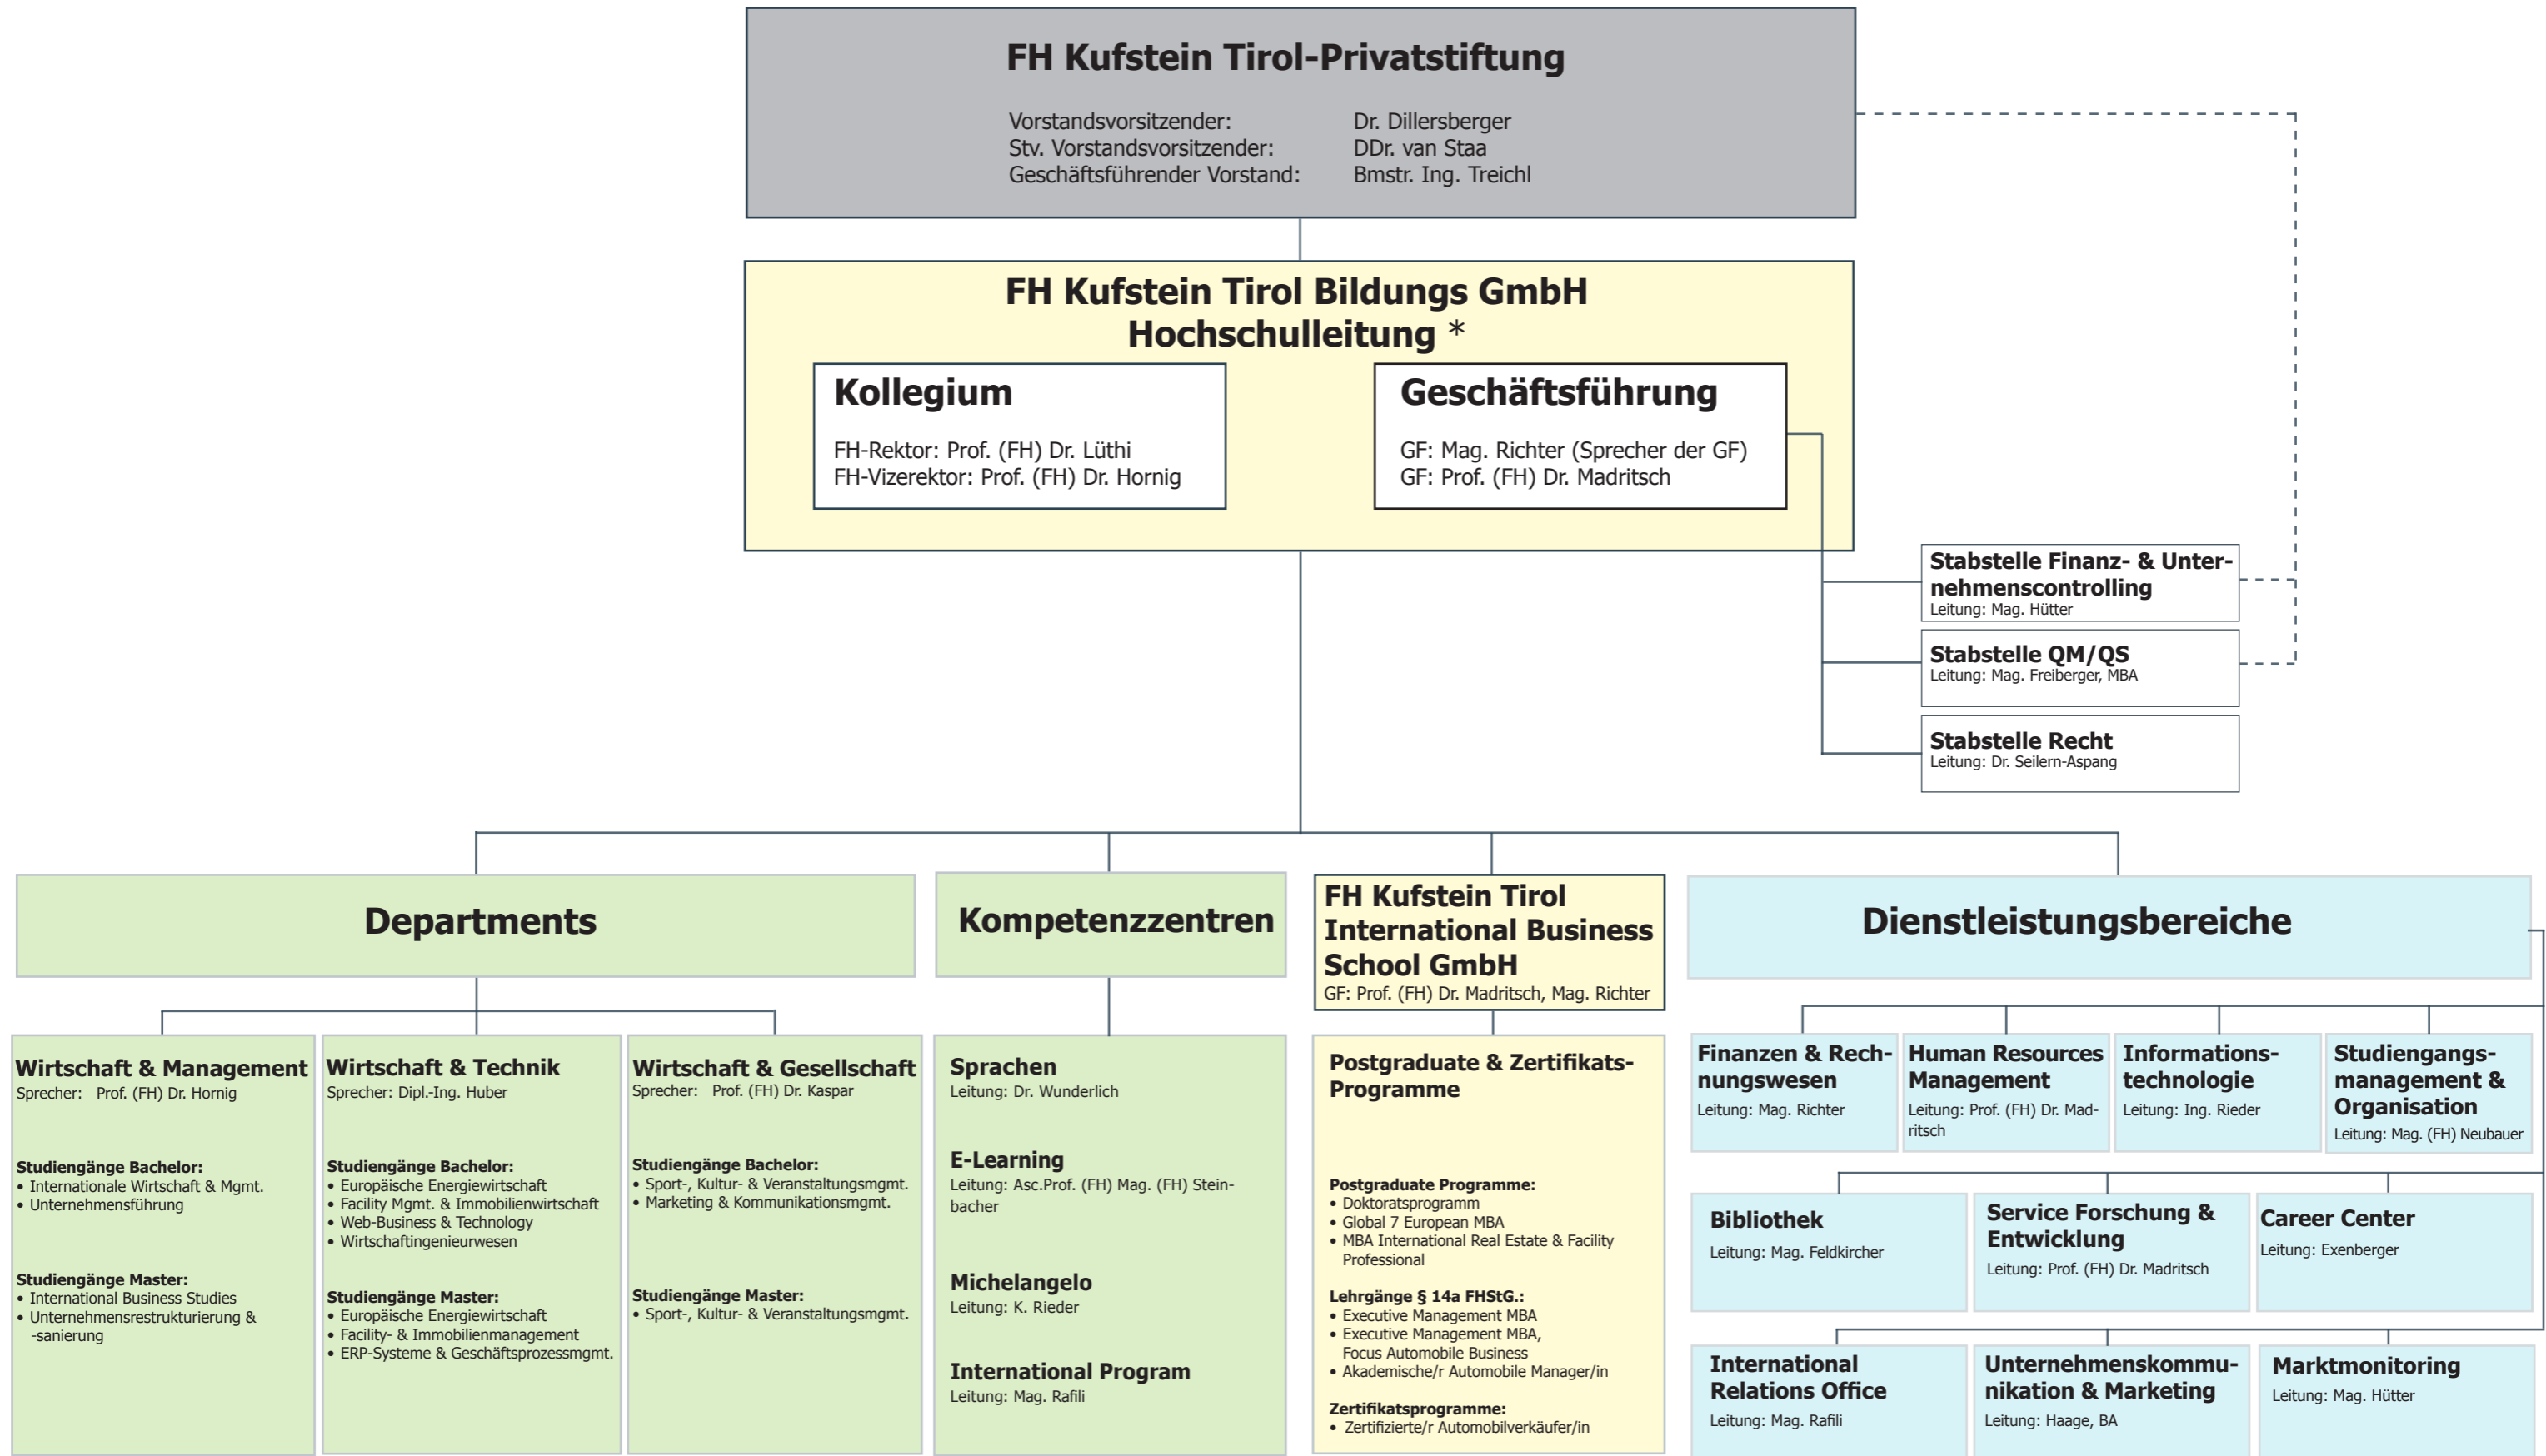 FH Kufstein Tirol-Privatstiftung
Vorstandsvorsitzender: Dr. Dillersberger
Stv. Vorstandsvorsitzender: DDr. van Staa
Geschäftsführender Vorstand: Bmstr. Ing. Treichl
FH Kufstein Tirol Bildungs GmbH
Hochschulleitung *
Kollegium
FH-Rektor: Prof. (FH) Dr. Lüthi
FH-Vizerektor: Prof. (FH) Dr. Hornig
Geschäftsführung
GF: Mag. Richter (Sprecher der GF)
GF: Prof. (FH) Dr. Madritsch
Stabstelle Finanz- & Unter-
nehmenscontrolling
Leitung: Mag. Hütter
Stabstelle QM/QS
Leitung: Mag. Freiberger, MBA
Stabstelle Recht
Leitung: Dr. Seilern-Aspang
Departments
Wirtschaft & Management
Sprecher: Prof. (FH) Dr. Hornig
Studiengänge Bachelor:
• Internationale Wirtschaft & Mgmt.
• Unternehmensführung
Studiengänge Master:
• International Business Studies
• Unternehmensrestrukturierung &
-sanierung
Wirtschaft & Technik
Sprecher: Dipl.-Ing. Huber
Studiengänge Bachelor:
• Europäische Energiewirtschaft
• Facility Mgmt. & Immobilienwirtschaft
• Web-Business & Technology
• Wirtschaftingenieurwesen
Studiengänge Master:
• Europäische Energiewirtschaft
• Facility- & Immobilienmanagement
• ERP-Systeme & Geschäftsprozessmgmt.
Wirtschaft & Gesellschaft
Sprecher: Prof. (FH) Dr. Kaspar
Studiengänge Bachelor:
• Sport-, Kultur- & Veranstaltungsmgmt.
• Marketing & Kommunikationsmgmt.
Studiengänge Master:
• Sport-, Kultur- & Veranstaltungsmgmt.
Kompetenzzentren
Sprachen
Leitung: Dr. Wunderlich
E-Learning
Leitung: Asc.Prof. (FH) Mag. (FH) Stein-
bacher
Michelangelo
Leitung: K. Rieder
International Program
Leitung: Mag. Rafili
FH Kufstein Tirol
International Business
School GmbH
GF: Prof. (FH) Dr. Madritsch, Mag. Richter
Postgraduate & Zertifikats-
Programme
Postgraduate Programme:
• Doktoratsprogramm
• Global 7 European MBA
• MBA International Real Estate & Facility
Professional
Lehrgänge § 14a FHStG.:
• Executive Management MBA
• Executive Management MBA,
Focus Automobile Business
• Akademische/r Automobile Manager/in
Zertifikatsprogramme:
• Zertifizierte/r Automobilverkäufer/in
Dienstleistungsbereiche
Finanzen & Rech-
nungswesen
Leitung: Mag. Richter
Human Resources
Management
Leitung: Prof. (FH) Dr. Mad-
ritsch
Informations-
technologie
Leitung: Ing. Rieder
Studiengangs-
management &
Organisation
Leitung: Mag. (FH) Neubauer
Bibliothek
Leitung: Mag. Feldkircher
Service Forschung &
Entwicklung
Leitung: Prof. (FH) Dr. Madritsch
Career Center
Leitung: Exenberger
International
Relations Office
Leitung: Mag. Rafili
Unternehmenskommu-
nikation & Marketing
Leitung: Haage, BA
Marktmonitoring
Leitung: Mag. Hütter